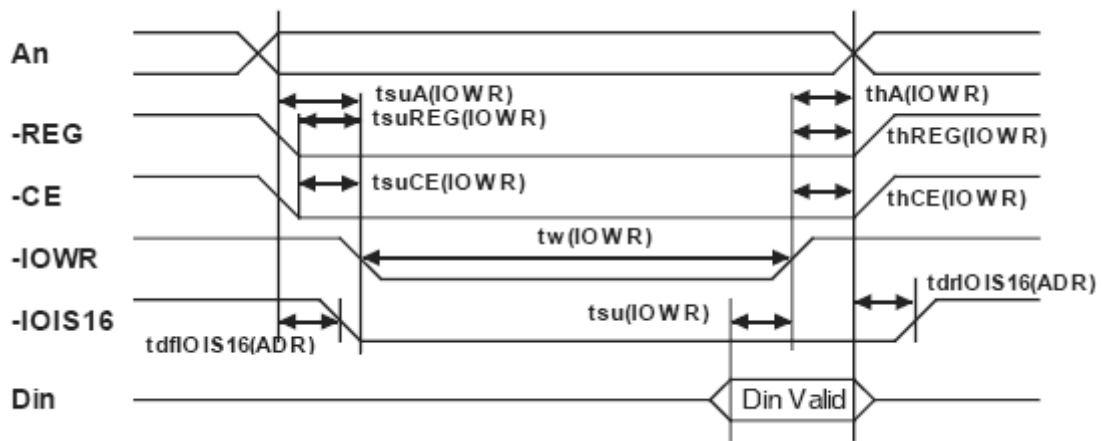 An
tsuA(IOWR)
thA(IOWR)
tsuREG(IOWR)
-REG
thREG(IOWR)
tsuCE(IOWR)
-CE
thCE(IOWR)
tw(IOWR)
-IOWR
tdrIOIS16(ADR)
tsu(IOWR)
-IOIS16
tdfIOIS16(ADR)
Din
Din Valid